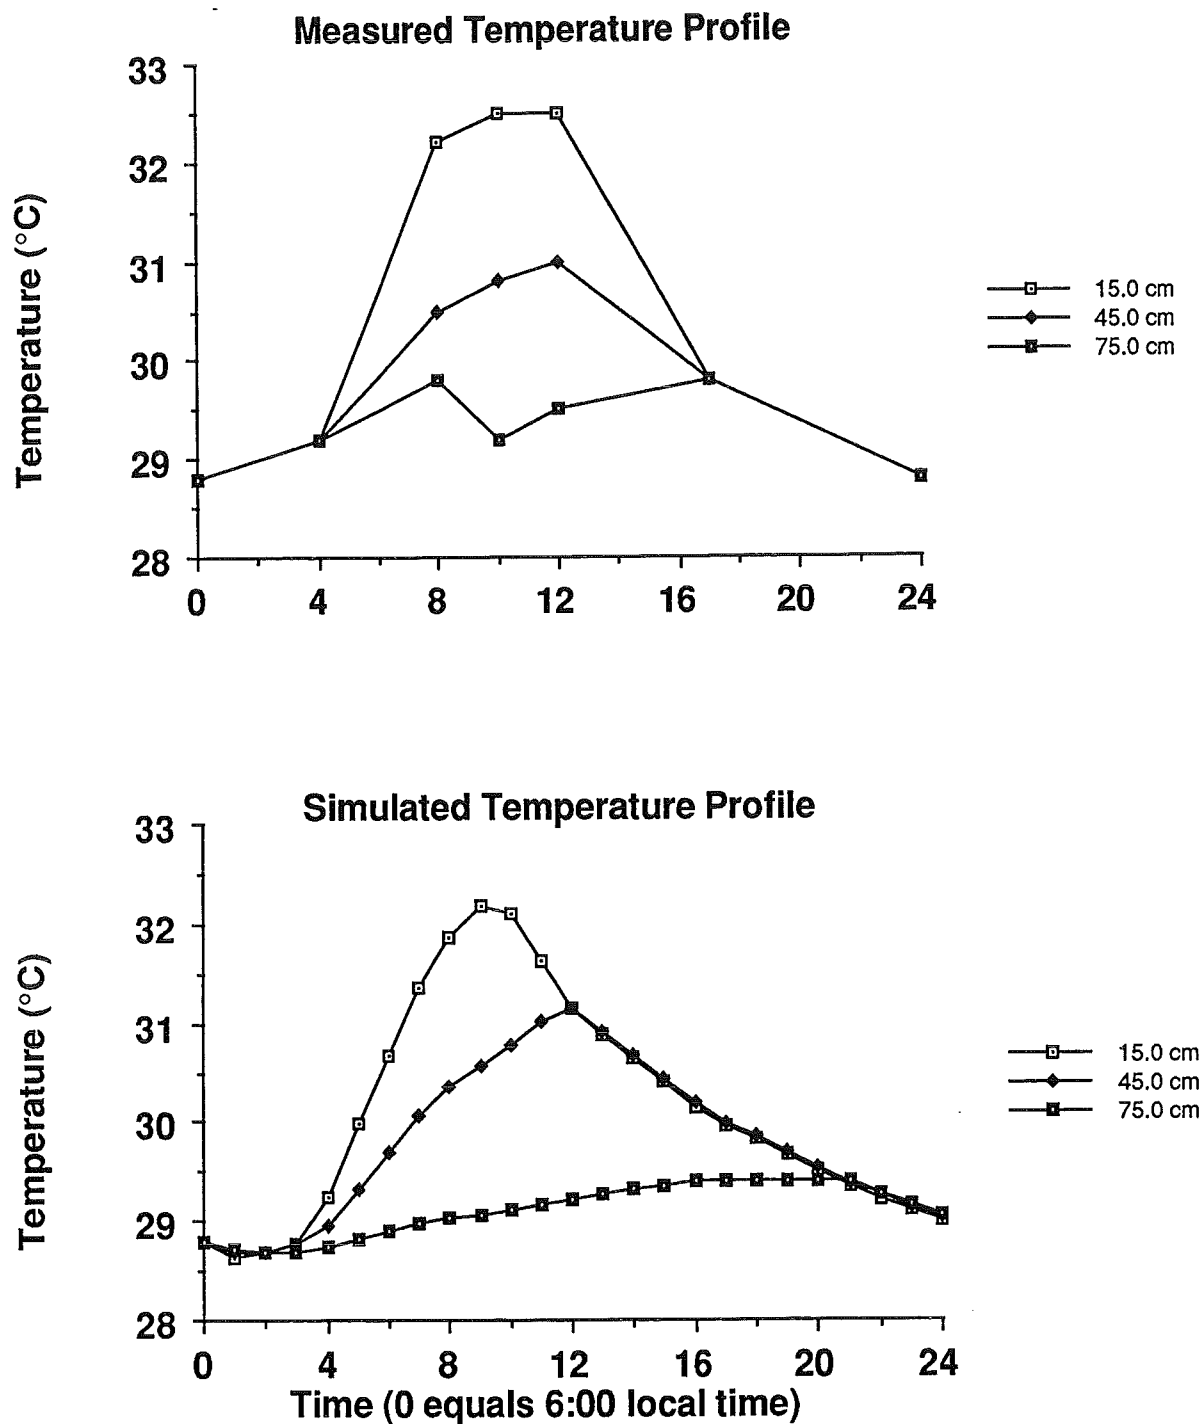 Measured Temperature Profile
33
32
31
30
29
28
Temperature (°C)
0 4 8 12 16 20 24
15.0 cm
45.0 cm
75.0 cm
Simulated Temperature Profile
33
32
31
30
29
28
Temperature (°C)
0 4 8 12 16 20 24
Time (0 equals 6:00 local time)
15.0 cm
45.0 cm
75.0 cm